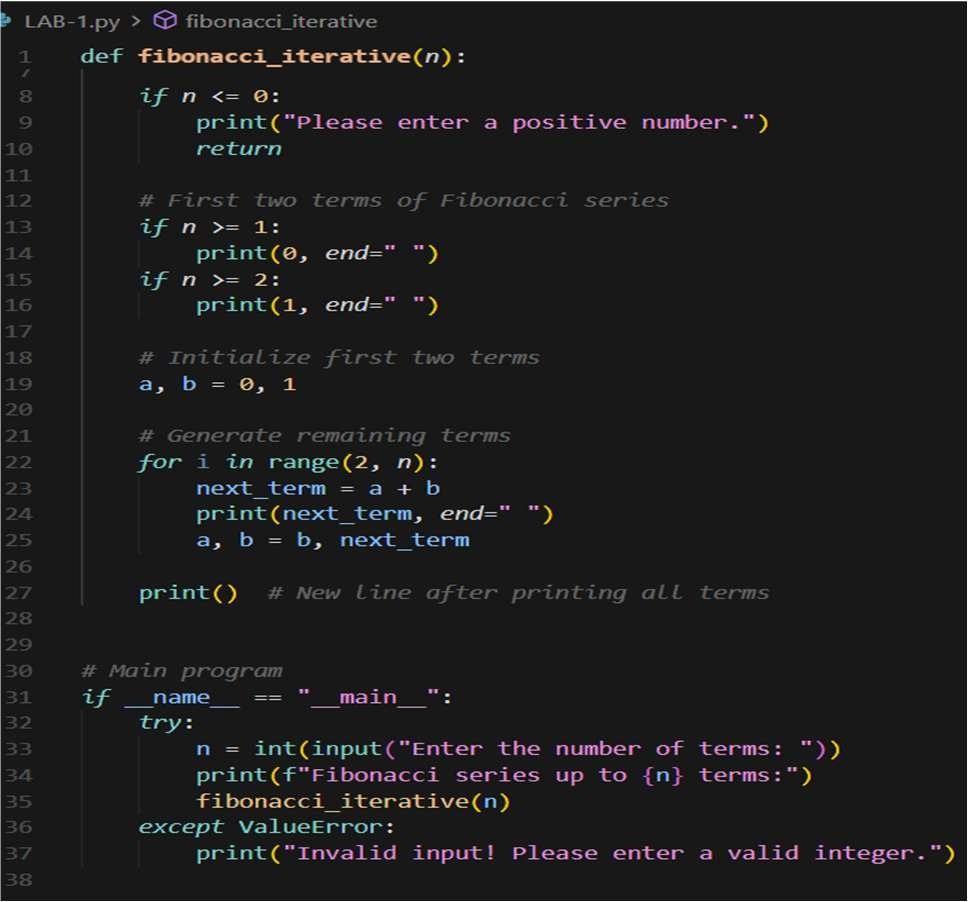 LAB-1.py > fibonacci_iterative
1 def fibonacci_iterative(n):
7
8 if n <= 0:
9 print("Please enter a positive number.")
10 return
11
12 # First two terms of Fibonacci series
13 if n >= 1:
14 print(0, end=" ")
15 if n >= 2:
16 print(1, end=" ")
17
18 # Initialize first two terms
19 a, b = 0, 1
20
21 # Generate remaining terms
22 for i in range(2, n):
23 next_term = a + b
24 print(next_term, end=" ")
25 a, b = b, next_term
26
27 print() # New line after printing all terms
28
29
30 # Main program
31 if __name__ == "__main__":
32 try:
33 n = int(input("Enter the number of terms: "))
34 print(f"Fibonacci series up to {n} terms:")
35 fibonacci_iterative(n)
36 except ValueError:
37 print("Invalid input! Please enter a valid integer.")
38